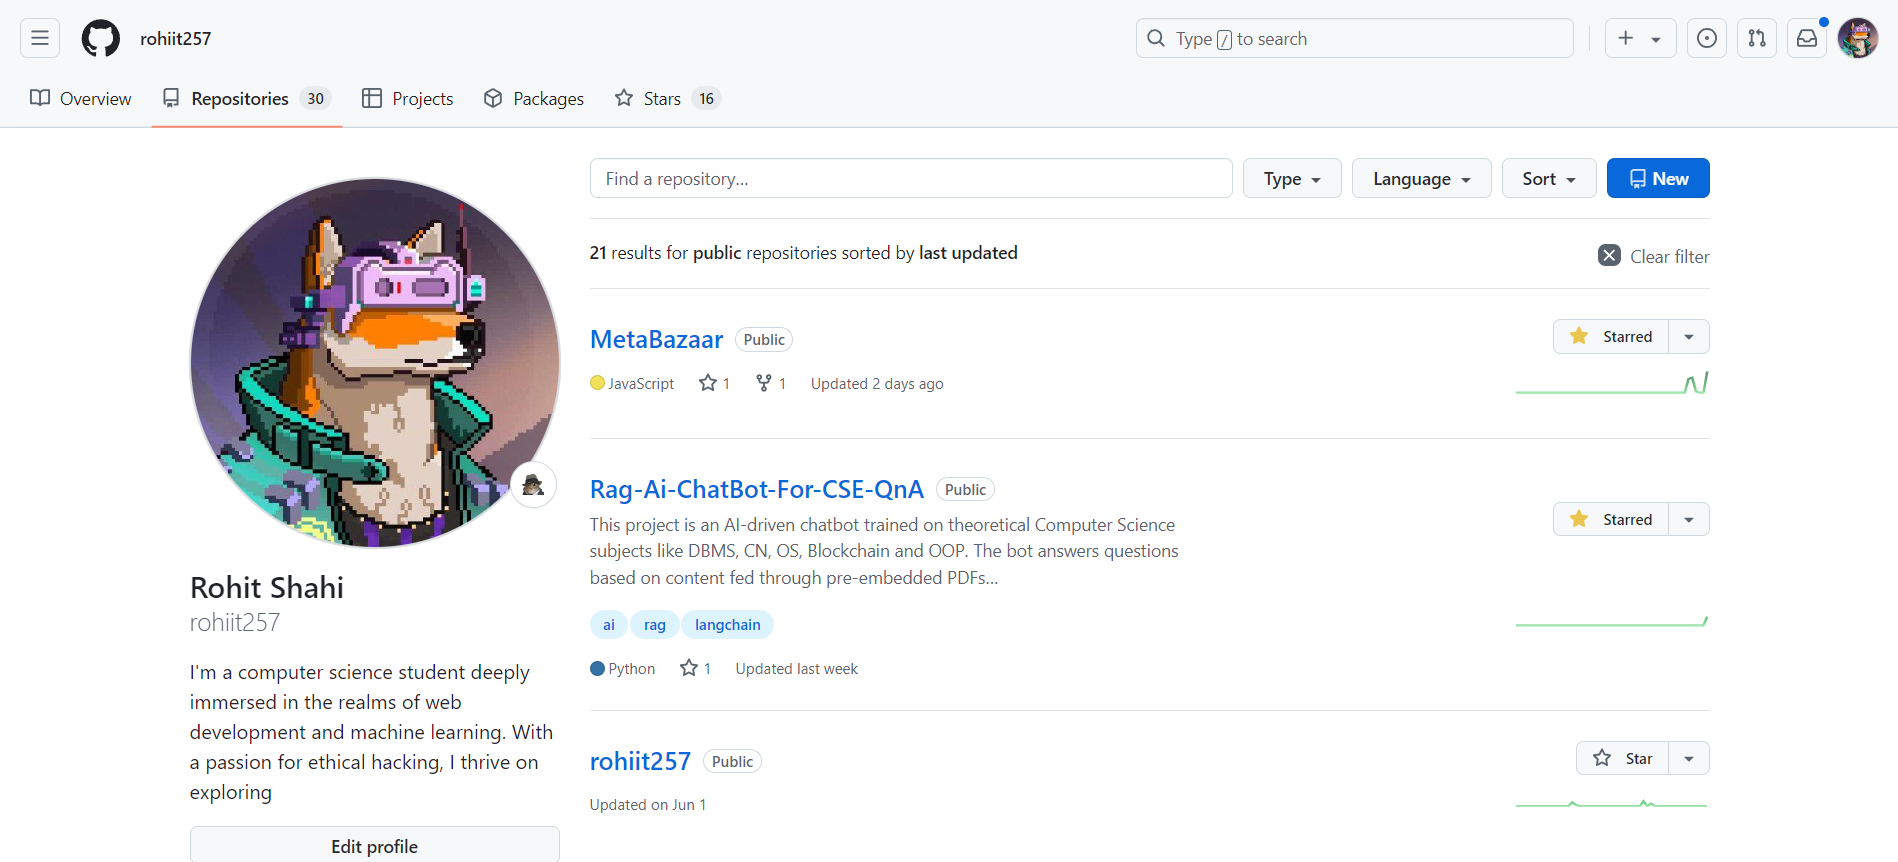 rohiit257
Type / to search
Overview
Repositories 30
Projects
Packages
Stars 16
Find a repository...
Type
Language
Sort
New
21 results for public repositories sorted by last updated
Clear filter
MetaBazaar Public
Starred
JavaScript 1 1 Updated 2 days ago
Rag-Ai-ChatBot-For-CSE-QnA Public
Starred
This project is an AI-driven chatbot trained on theoretical Computer Science
subjects like DBMS, CN, OS, Blockchain and OOP. The bot answers questions
based on content fed through pre-embedded PDFs...
ai rag langchain
Python 1 Updated last week
rohiit257 Public
Star
Updated on Jun 1
Rohit Shahi
rohiit257
I'm a computer science student deeply
immersed in the realms of web
development and machine learning. With
a passion for ethical hacking, I thrive on
exploring
Edit profile